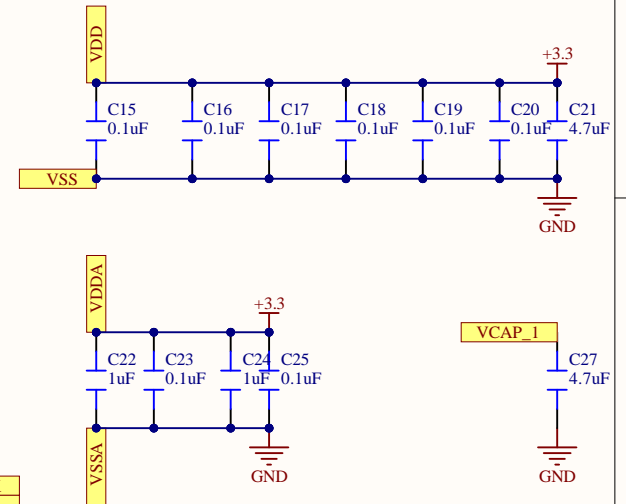 VDD
+3.3
C15 C16 C17 C18 C19 C20 C21
0.1uF 0.1uF 0.1uF 0.1uF 0.1uF 0.1uF 4.7uF
VSS
GND
VDDA
+3.3
VCAP_1
C22 C23 C24 C25 C27
1uF 0.1uF 1uF 0.1uF 4.7uF
VSSA
GND GND